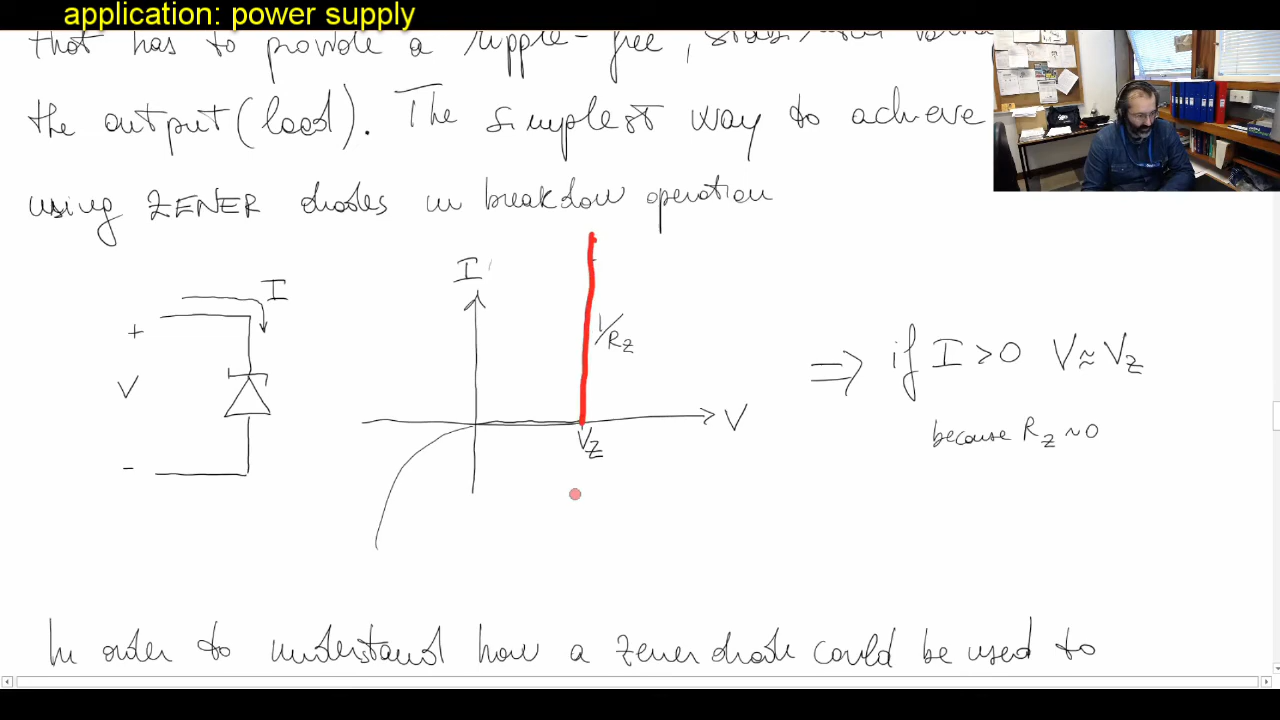 application: power supply
that has to provide a ripple-free,
the output (load). The simplest way to achieve
using ZENER diodes in breakdow operation
I
I
+
V
-
1/RZ
V
VZ
⇒ if I > 0 V ≈ VZ
because RZ ~ 0
In order to understand how a zener diode could be used to